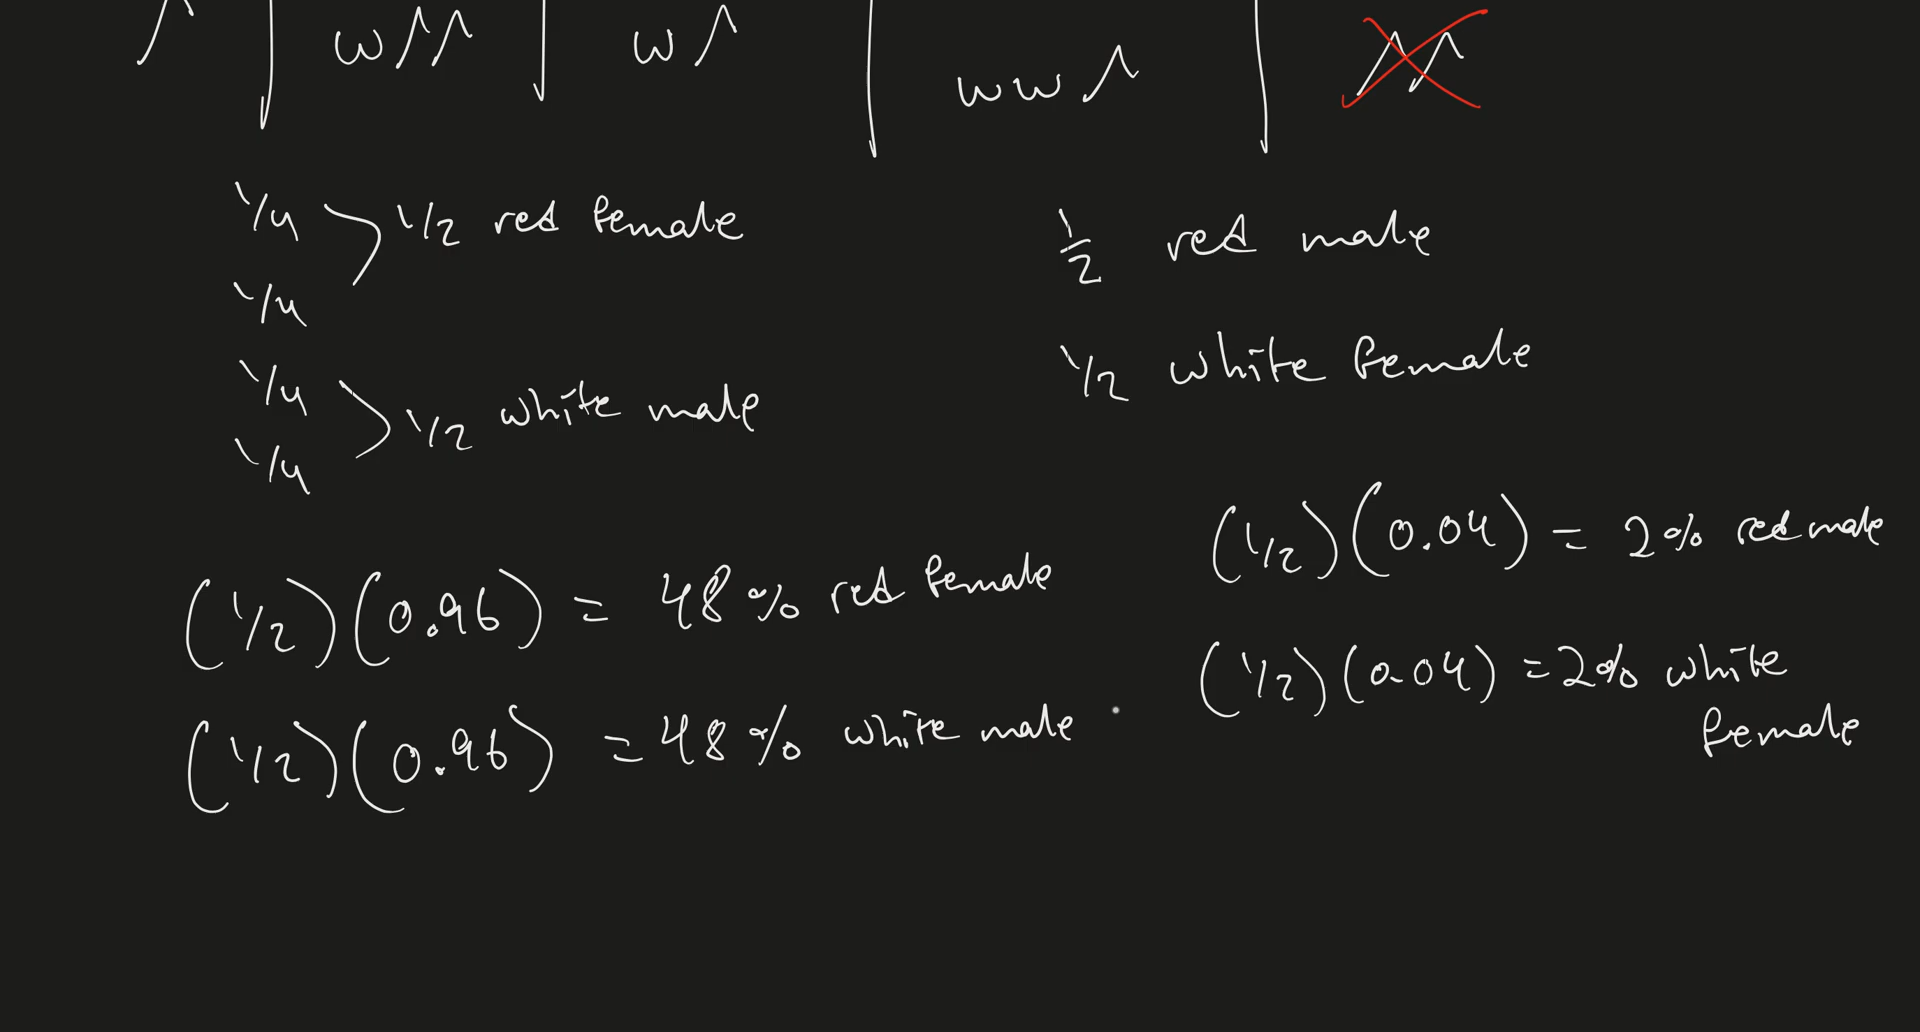 w
w
ww
1/4
1/2 red female
1/4
1/4
1/2 white male
1/4
1/2 red male
1/2 white female
(1/2)(0.96) = 48% red female
(1/2)(0.96) = 48% white male
(1/2)(0.04) = 2% red male
(1/2)(0.04) = 2% white
female